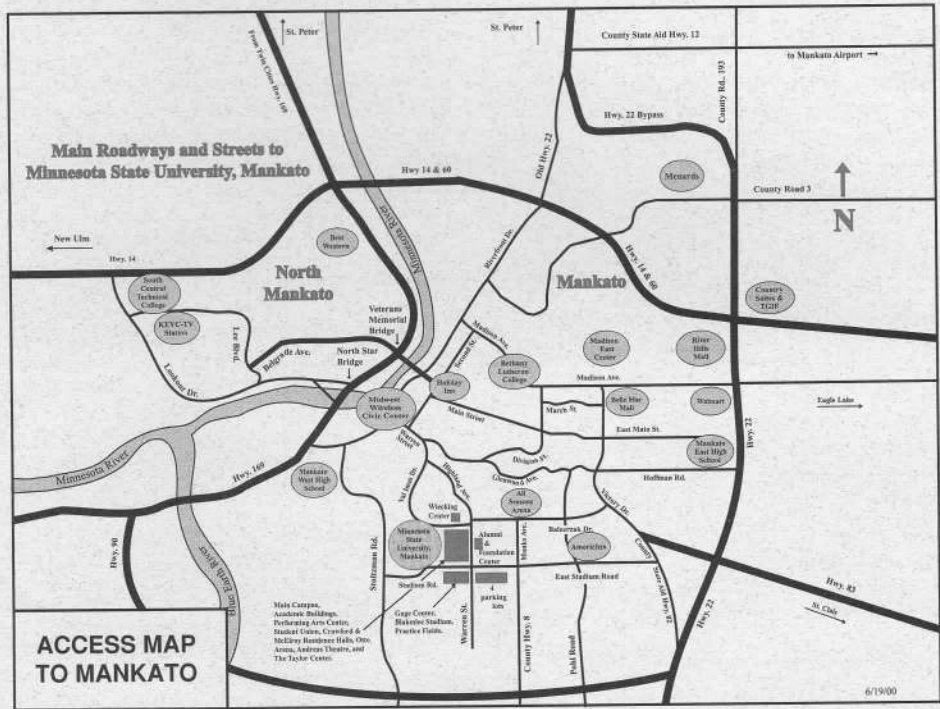 St. Peter
St. Peter
From Twin Cities Hwy. 169
County State Aid Hwy. 12
to Mankato Airport
County Rd., 193
Hwy. 22 Bypass
Old Hwy. 22
Main Roadways and Streets to
Minnesota State University, Mankato
Hwy 14 & 60
Menards
County Road 3
N
New Ulm
Hwy. 14
Best
Western
Minnesota River
Minnesota River
Riverfront Dr.
Hwy. 14 & 60
North
Mankato
Mankato
South
Central
Technical
College
KEYC-TV
Station
Lee Blvd.
Lookout Dr.
Belgrade Ave.
Veterans
Memorial
Bridge
North Star
Bridge
Country
Suites &
TGIF
Madison Ave.
Second St.
Bethany
Lutheran
College
Madison
East
Center
River
Hills
Mall
Madison Ave.
Holiday
Inn
Midwest
Wireless
Civic Center
Main Street
March St.
Belle Mar
Mall
Walmart
Eagle Lake
East Main St.
Hwy. 22
Warren
Street
Division St.
Mankato
East High
School
Hoffman Rd.
Glenwood Ave.
Highland Ave.
Val Imm Dr.
Minnesota River
Hwy. 169
Mankato
West High
School
All
Seasons
Arena
Victory Dr.
Wiecking
Center
Minnesota
State
University,
Mankato
Alumni
&
Foundation
Center
Monks Ave.
Balcerzak Dr.
AmericInn
County State Aid Hwy. 82
Hwy. 90
Blue Earth River
Stoltzman Rd.
Stadium Rd.
East Stadium Road
Hwy. 83
St. Clair
4
parking
lots
Main Campus,
Academic Buildings,
Performing Arts Center,
Student Union, Crawford &
McElroy Residence Halls, Otto
Arena, Andreas Theatre, and
The Taylor Center.
Gage Center,
Blakeslee Stadium,
Practice Fields.
Warren St.
County Hwy. 8
Pohl Road
Hwy. 22
ACCESS MAP
TO MANKATO
6/19/00